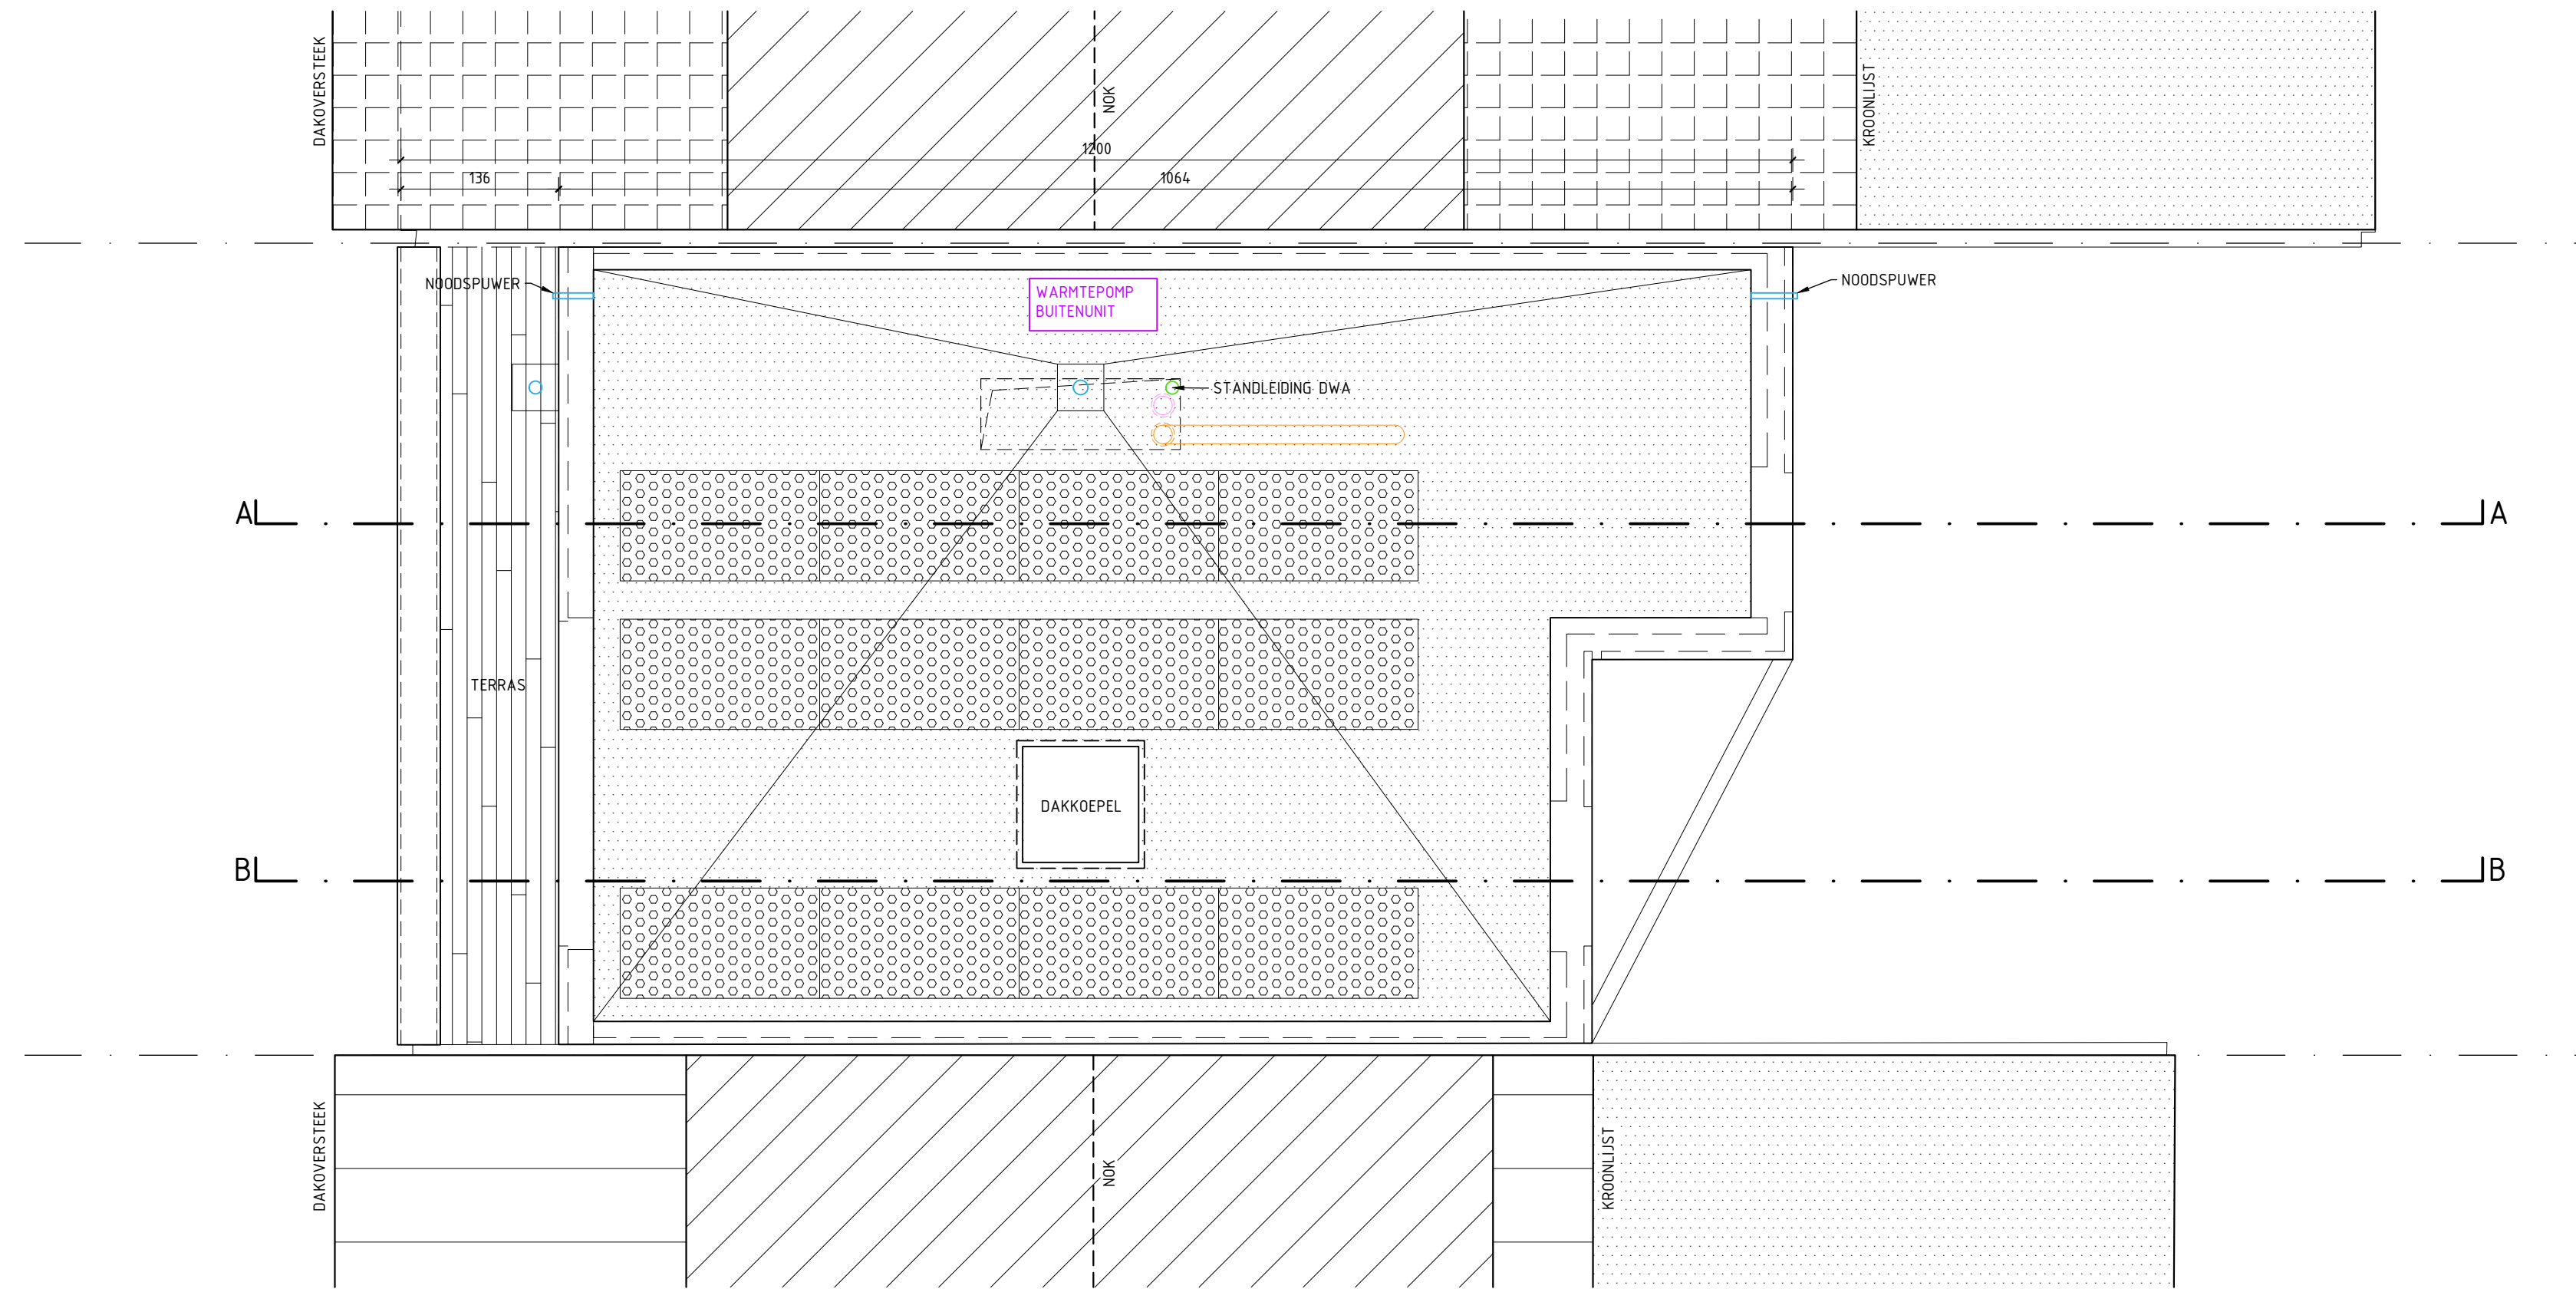 DAKOVERSTEEK
NOK
KROONLIJST
1200
136
1064
NOODSPUWER
WARMTEPOMP
BUITENUNIT
NOODSPUWER
STANDLEIDING DWA
A
A
TERRAS
DAKKOEPEL
B
B
DAKOVERSTEEK
NOK
KROONLIJST